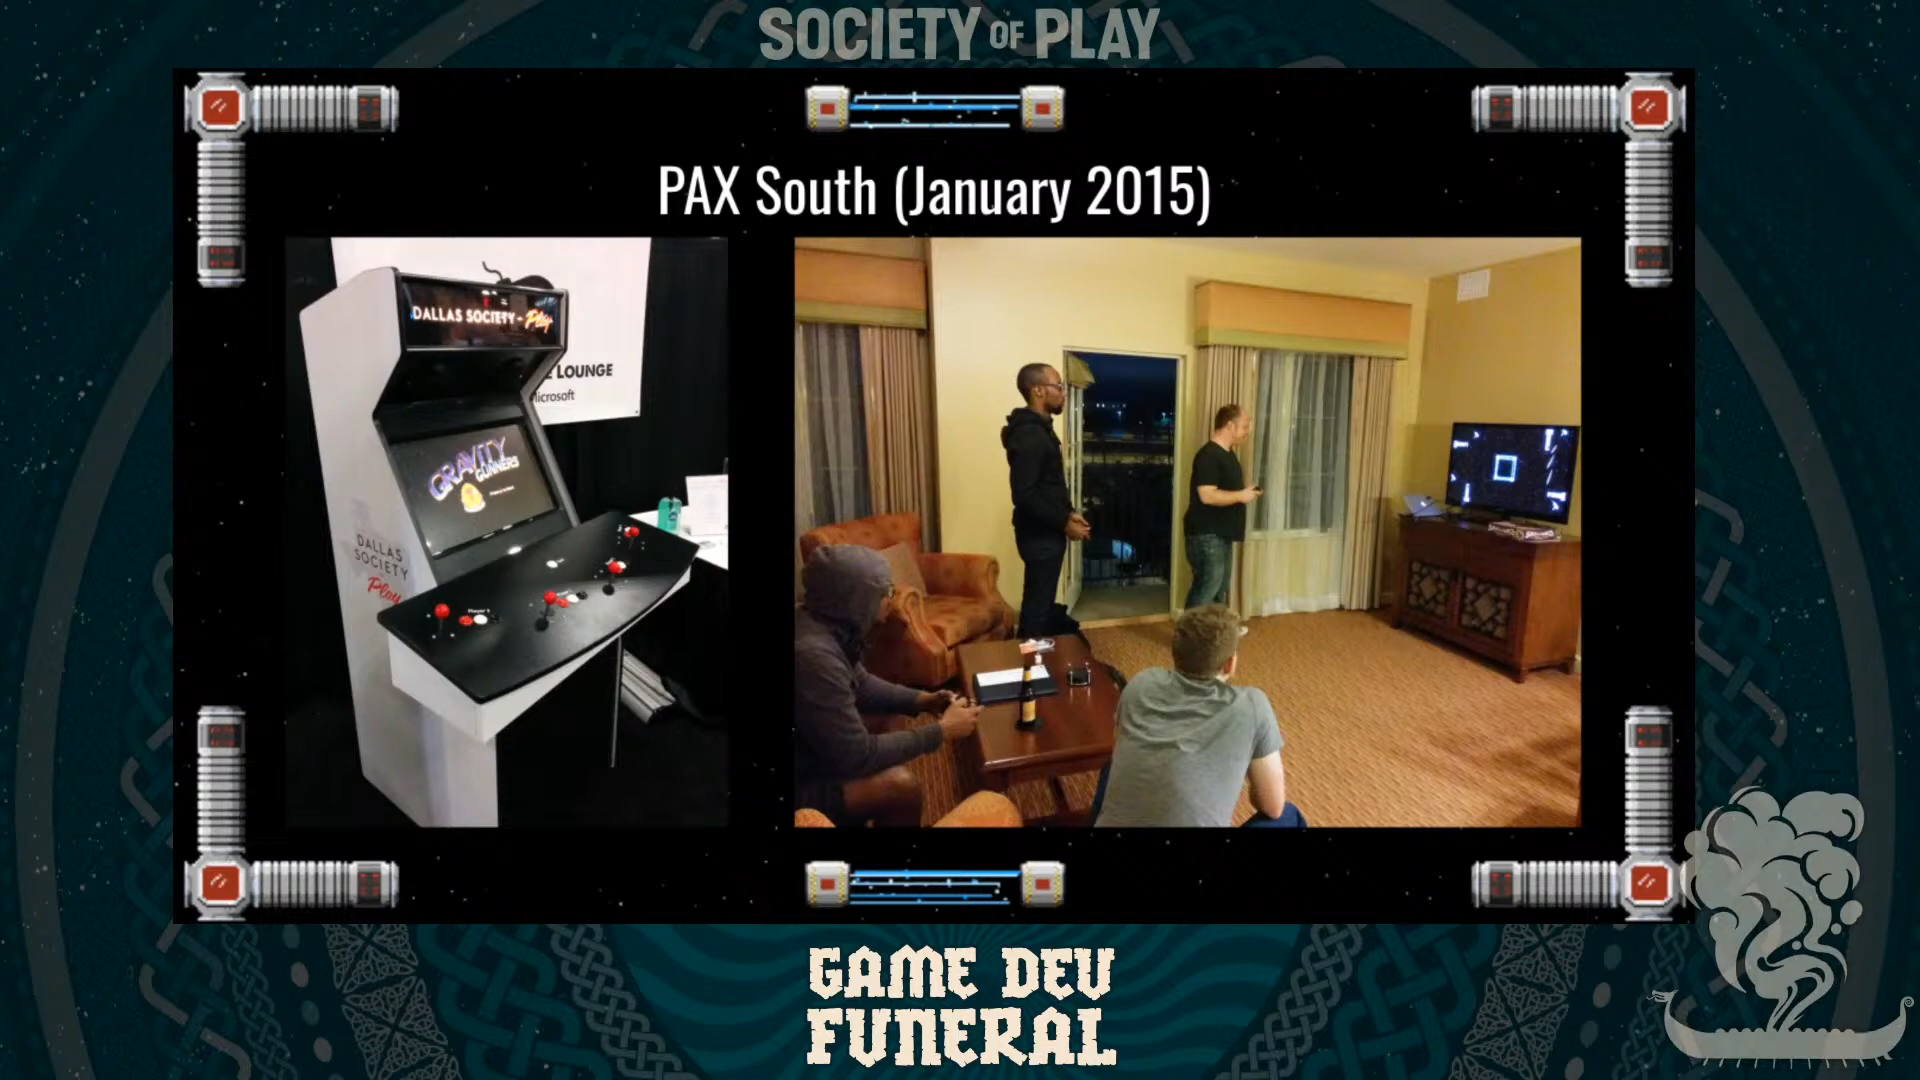 SOCIETY OF PLAY
PAX South (January 2015)
DALLAS SOCIETY - Play
LOUNGE
Microsoft
GRAVITY
GUNNERS
DALLAS
SOCIETY
Play
GAME DEV
FUNERAL